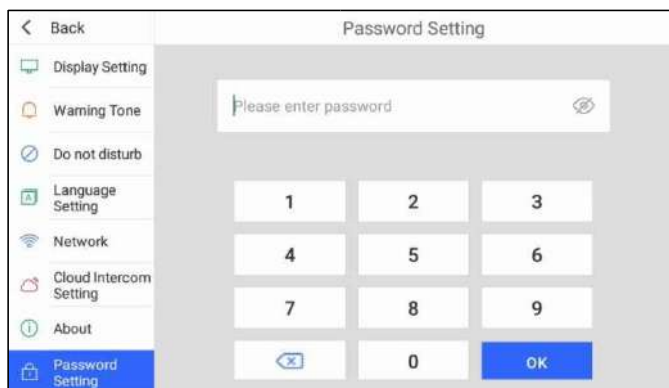 Back
Password Setting
Display Setting
Warning Tone
Do not disturb
Language
Setting
Network
Cloud Intercom
Setting
About
Password
Setting
Please enter password
1 2 3
4 5 6
7 8 9
0 OK